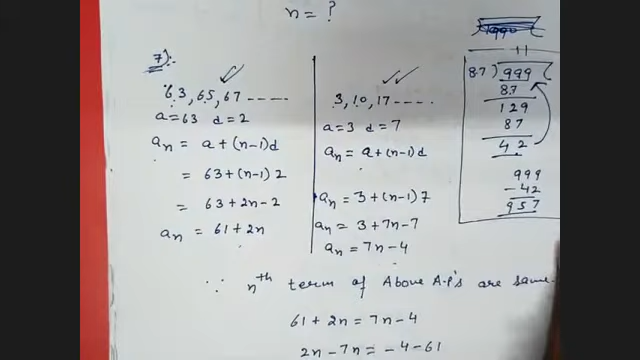 n = ?
7):-
63, 65, 67 -----
a = 63 d = 2
an = a + (n-1)d
= 63 + (n-1) 2
= 63 + 2n - 2
an = 61 + 2n
3, 10, 17 -----
a = 3 d = 7
an = a + (n-1)d
an = 3 + (n-1) 7
an = 3 + 7n - 7
an = 7n - 4
11
87 ) 999
87
129
87
42
999
- 42
957
∵ nth term of Above A.P's are same.
61 + 2n = 7n - 4
2n - 7n = - 4 - 61